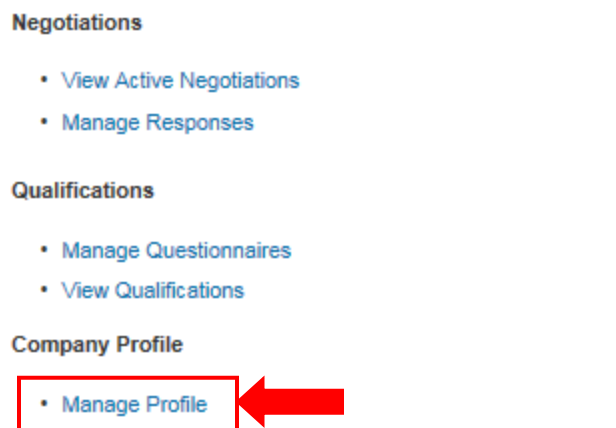 Negotiations
• View Active Negotiations
• Manage Responses
Qualifications
• Manage Questionnaires
• View Qualifications
Company Profile
• Manage Profile